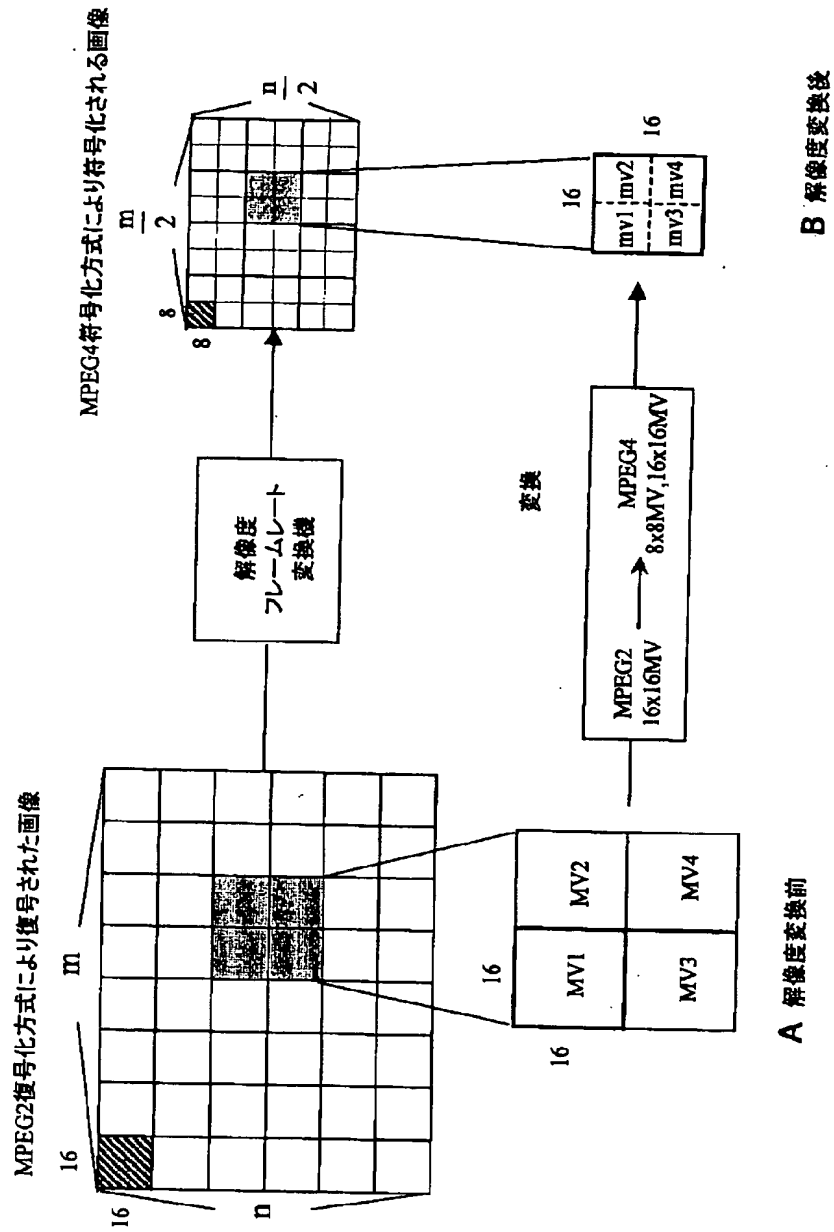 MPEG2復号化方式により復号された画像
m
16
16
n
解像度
フレームレート
変換機
MPEG4符号化方式により符号化される画像
m
2
8
8
n
2
16
16
MV1
MV2
MV3
MV4
A 解像度変換前
変換
MPEG2
16x16MV
MPEG4
8x8MV,16x16MV
16
16
mv1
mv2
mv3
mv4
B 解像度変換後